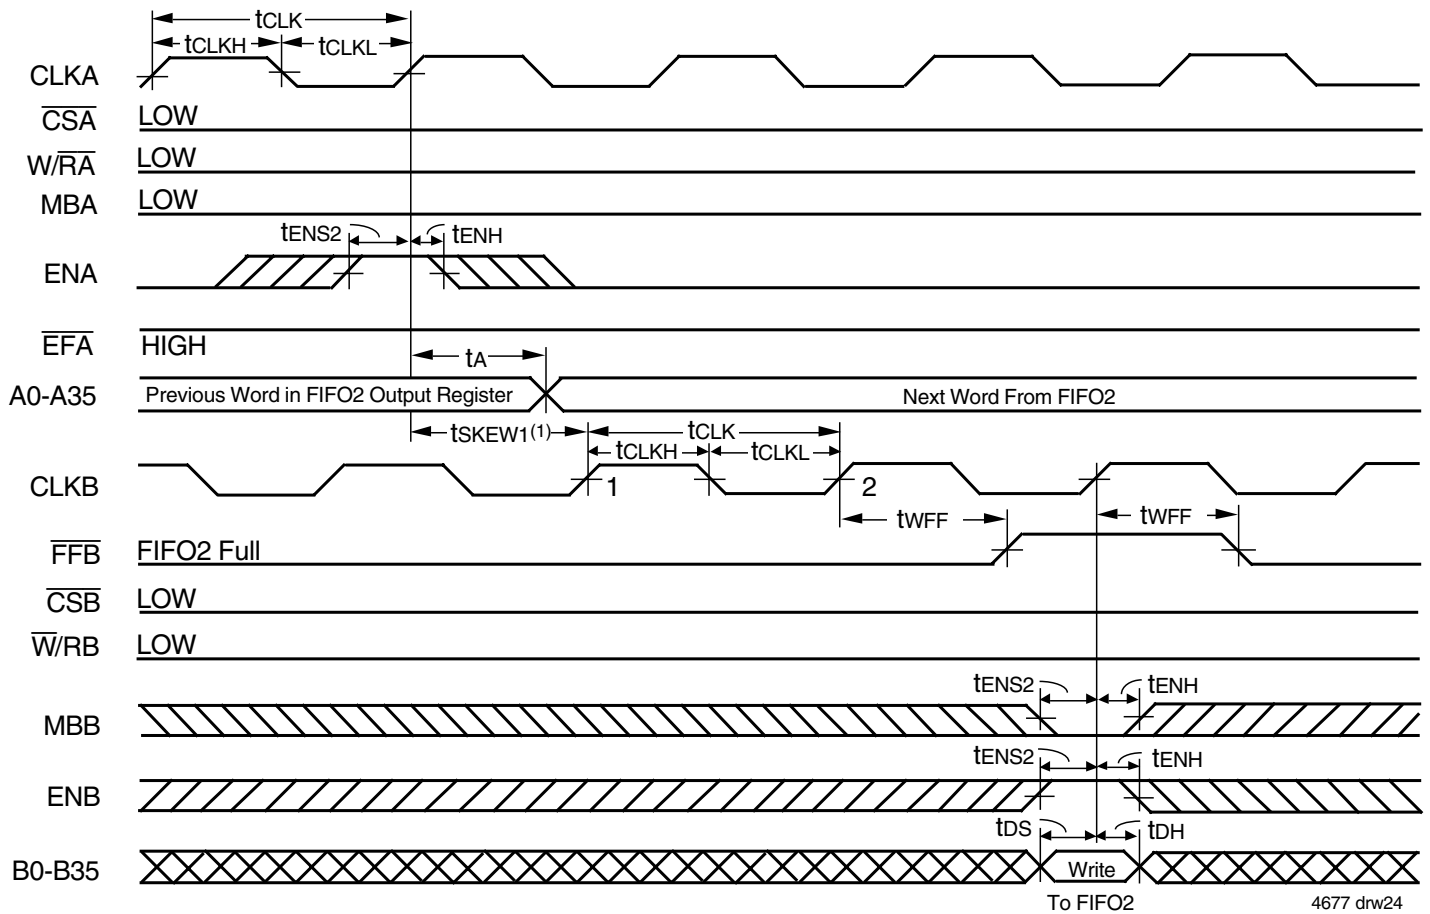 tCLK
tCLKH tCLKL
CLKA
CSA LOW
W/RA LOW
MBA LOW
tENS2 tENH
ENA
EFA HIGH
tA
A0-A35 Previous Word in FIFO2 Output Register Next Word From FIFO2
tSKEW1(1) tCLK
tCLKH tCLKL
CLKB 1 2
tWFF tWFF
FFB FIFO2 Full
CSB LOW
W/RB LOW
tENS2 tENH
MBB
tENS2 tENH
ENB
tDS tDH
B0-B35 Write
To FIFO2 4677 drw24